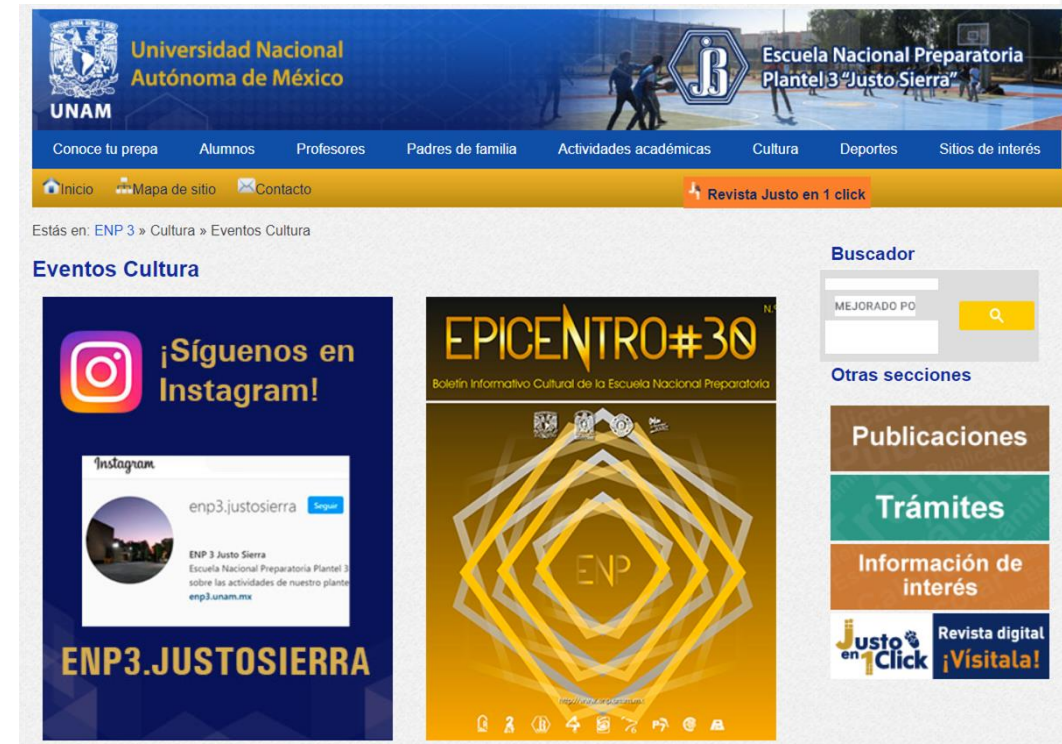 Universidad Nacional
Autónoma de México
UNAM
Escuela Nacional Preparatoria
Plantel 3 "Justo Sierra"
Conoce tu prepa Alumnos Profesores Padres de familia Actividades académicas Cultura Deportes Sitios de interés
Inicio Mapa de sitio Contacto Revista Justo en 1 click
Estás en: ENP 3 » Cultura » Eventos Cultura
Eventos Cultura
¡Síguenos en
Instagram!
Instagram
enp3.justosierra Seguir
ENP 3 Justo Sierra
Escuela Nacional Preparatoria Plantel 3
sobre las actividades de nuestro plante
enp3.unam.mx
ENP3.JUSTOSIERRA
N.º
EPICENTRO#30
Boletín Informativo Cultural de la Escuela Nacional Preparatoria
ENP
Buscador
MEJORADO PO
Otras secciones
Publicaciones
Trámites
Información de
interés
Justo
en 1 Click
Revista digital
¡Vísitala!